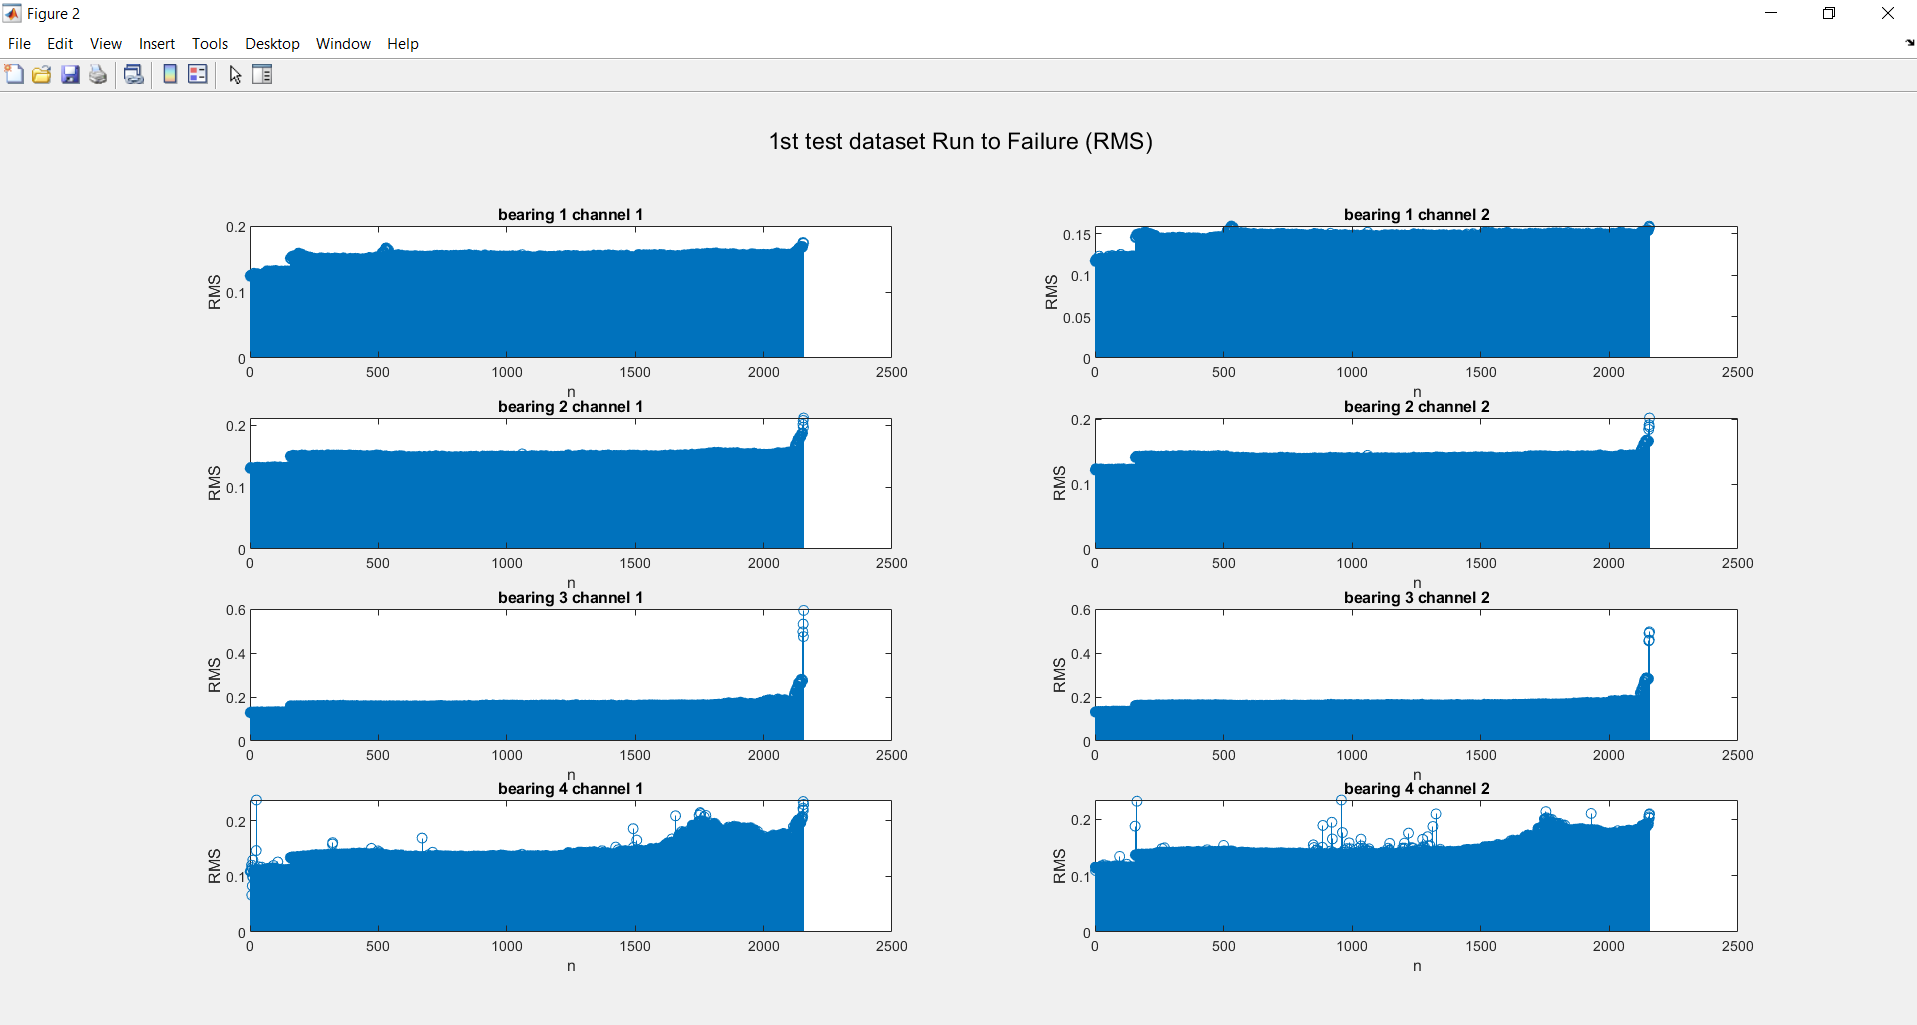 Figure 2
File Edit View Insert Tools Desktop Window Help
1st test dataset Run to Failure (RMS)
bearing 1 channel 1
RMS
0.2
0.1
0
0 500 1000 1500 2000 2500
n
bearing 1 channel 2
RMS
0.15
0.1
0.05
0
0 500 1000 1500 2000 2500
n
bearing 2 channel 1
RMS
0.2
0.1
0
0 500 1000 1500 2000 2500
n
bearing 2 channel 2
RMS
0.2
0.1
0
0 500 1000 1500 2000 2500
n
bearing 3 channel 1
RMS
0.6
0.4
0.2
0
0 500 1000 1500 2000 2500
n
bearing 3 channel 2
RMS
0.6
0.4
0.2
0
0 500 1000 1500 2000 2500
n
bearing 4 channel 1
RMS
0.2
0.1
0
0 500 1000 1500 2000 2500
n
bearing 4 channel 2
RMS
0.2
0.1
0
0 500 1000 1500 2000 2500
n